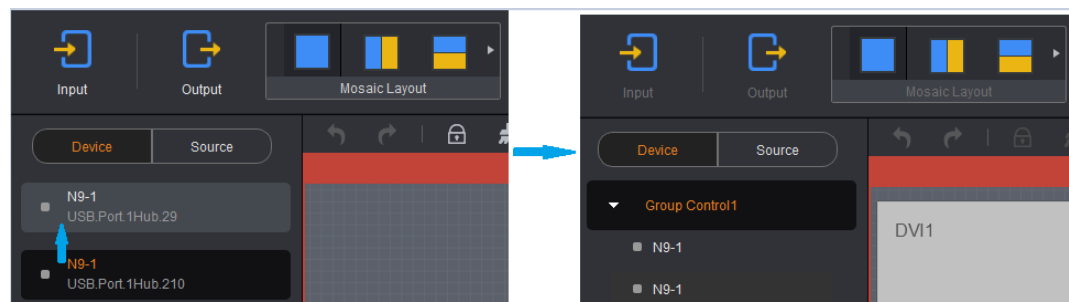 Input
Output
Mosaic Layout
Device
Source
N9-1
USB.Port.1Hub.29
N9-1
USB.Port.1Hub.210
Input
Output
Mosaic Layout
Device
Source
Group Control1
N9-1
N9-1
DVI1